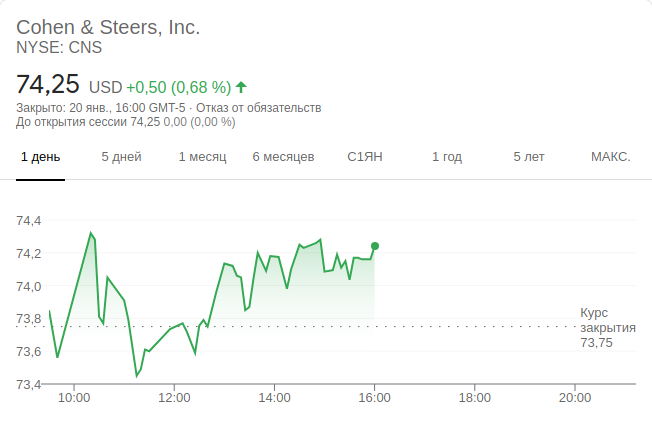 Cohen & Steers, Inc.
NYSE: CNS
74,25 USD +0,50 (0,68 %)
Закрыто: 20 янв., 16:00 GMT-5 · Отказ от обязательств
До открытия сессии 74,25 0,00 (0,00 %)
1 день 5 дней 1 месяц 6 месяцев С1ЯН 1 год 5 лет МАКС.
74,4
74,2
74,0
73,8
73,6
73,4
Курс
закрытия
73,75
10:00 12:00 14:00 16:00 18:00 20:00